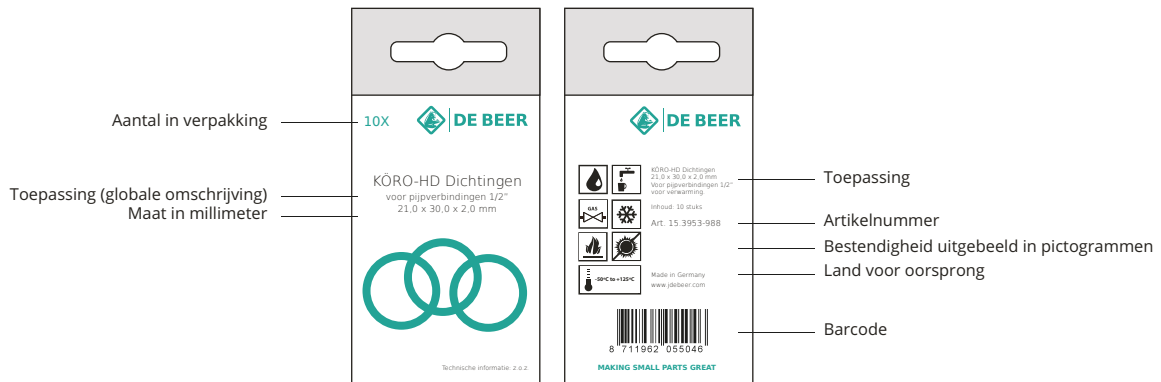 Aantal in verpakking
10X
DE BEER
Toepassing (globale omschrijving)
Maat in millimeter
KÖRO-HD Dichtingen
voor pijpverbindingen 1/2"
21,0 x 30,0 x 2,0 mm
Technische informatie: z.o.z.
DE BEER
KÖRO-HD Dichtingen
21,0 x 30,0 x 2,0 mm
Voor pijpverbindingen 1/2"
voor verwarming
Inhoud: 10 stuks
Art. 15.3953-988
GAS
-50°C to +125°C
Made in Germany
www.jdebeer.com
8 711962 055046
MAKING SMALL PARTS GREAT
Toepassing
Artikelnummer
Bestendigheid uitgebeeld in pictogrammen
Land voor oorsprong
Barcode